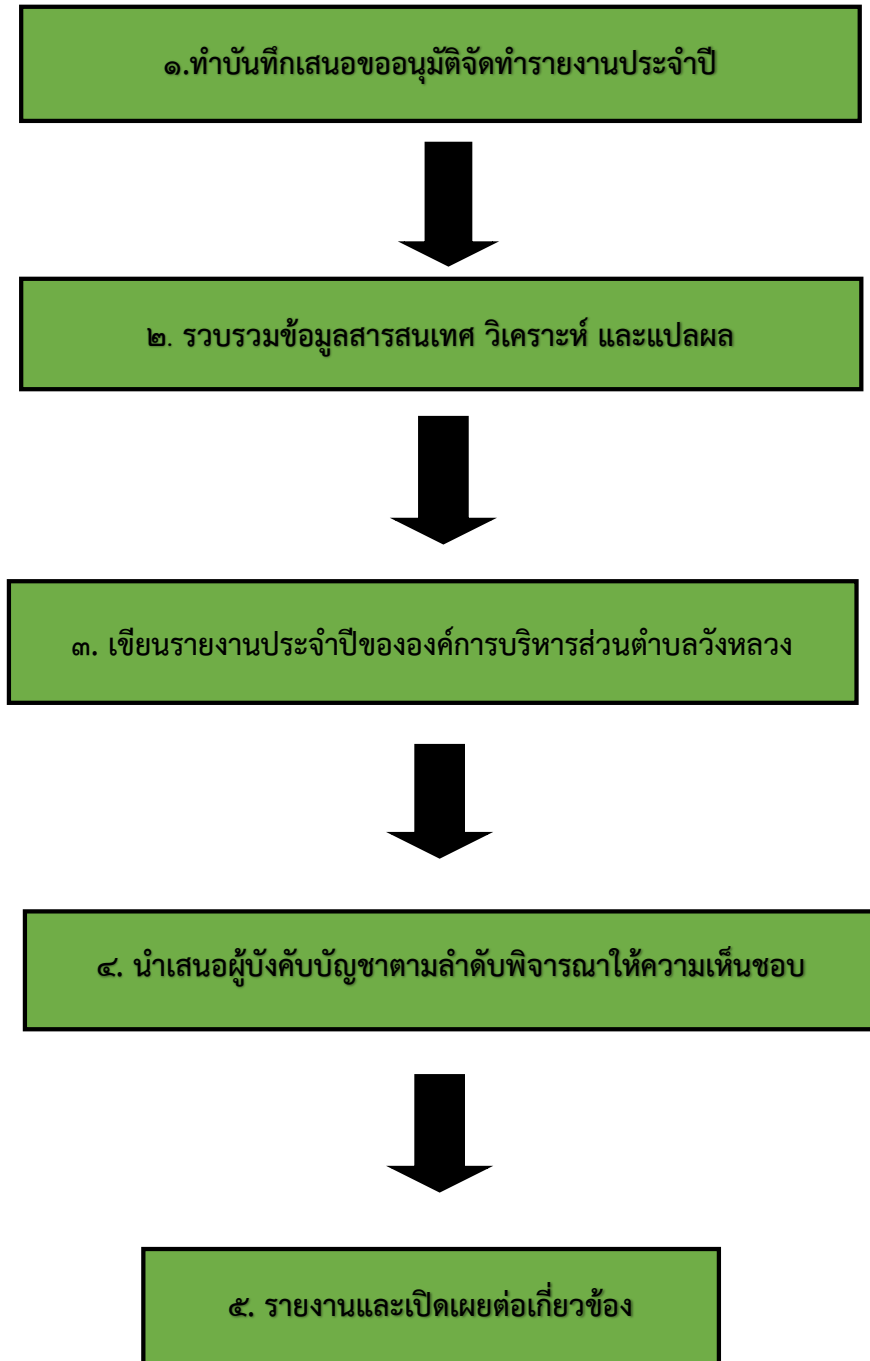 ๑.ทำบันทึกเสนอขออนุมัติจัดทำรายงานประจำปี
๒. รวบรวมข้อมูลสารสนเทศ วิเคราะห์ และแปลผล
๓. เขียนรายงานประจำปีขององค์การบริหารส่วนตำบลวังหลวง
๔. นำเสนอผู้บังคับบัญชาตามลำดับพิจารณาให้ความเห็นชอบ
๕. รายงานและเปิดเผยต่อเกี่ยวข้อง